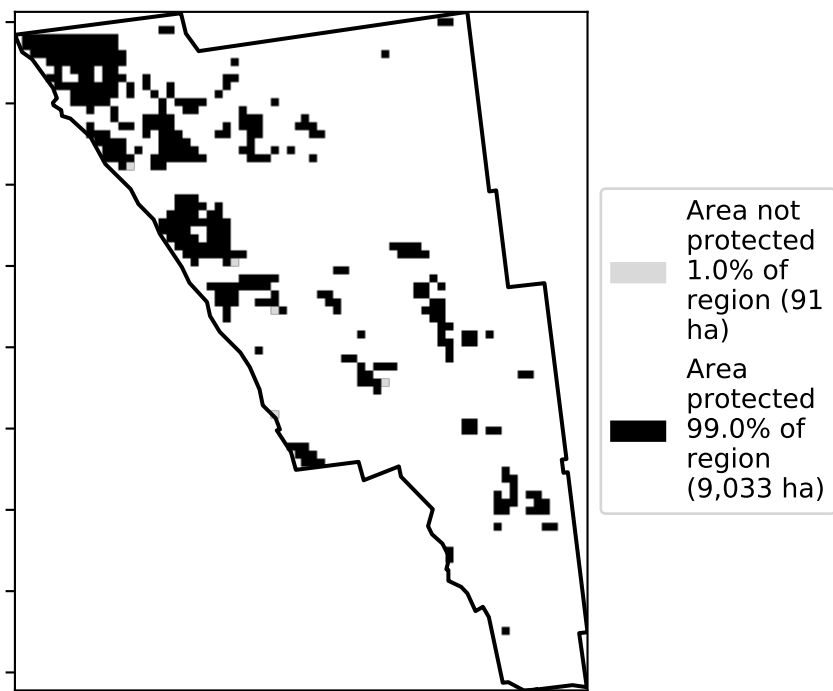 Area not
protected
1.0% of
region (91
ha)
Area
protected
99.0% of
region
(9,033 ha)